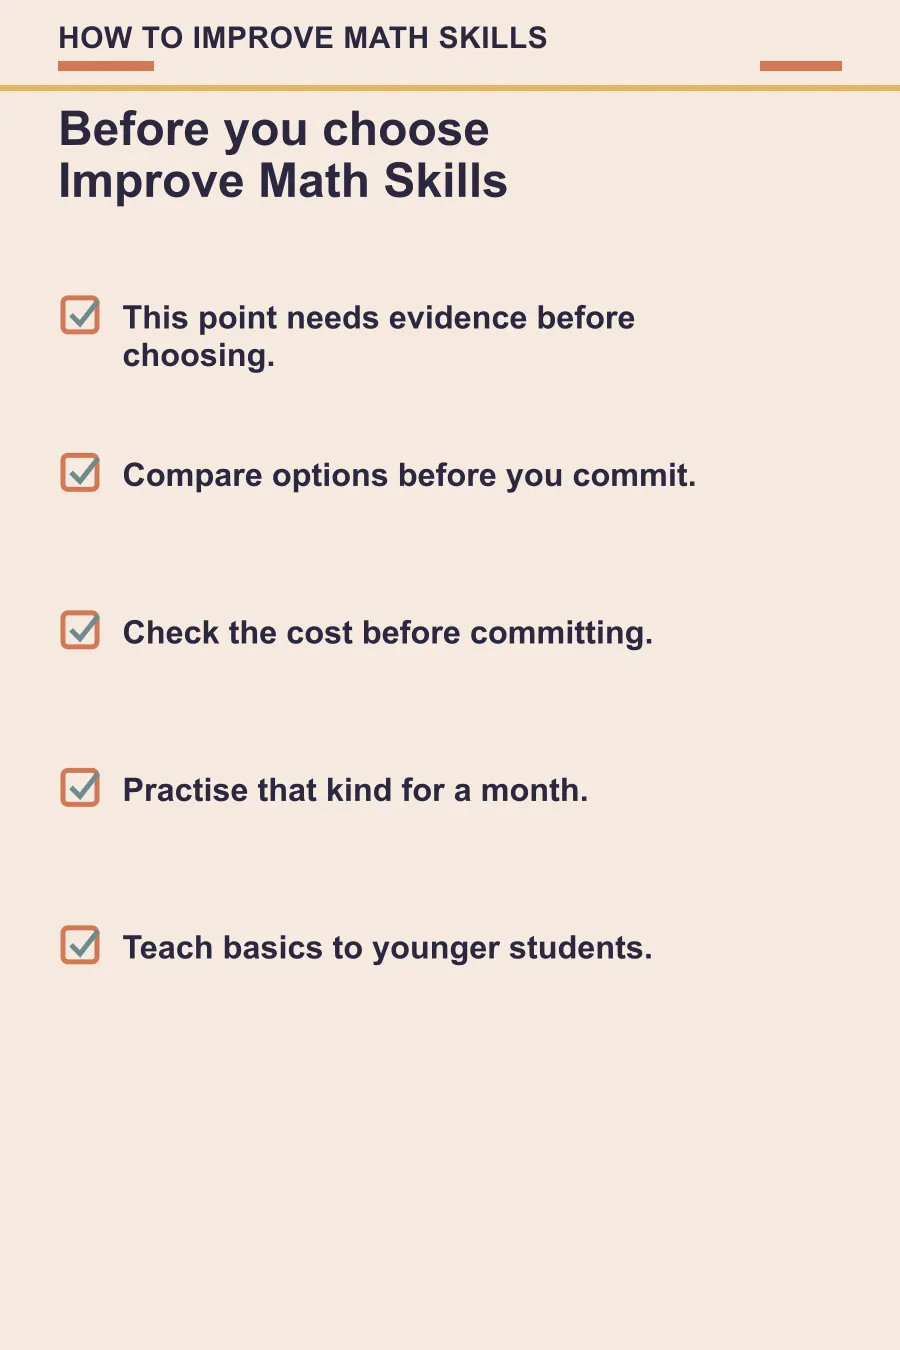 HOW TO IMPROVE MATH SKILLS
Before you choose
Improve Math Skills
This point needs evidence before
choosing.
Compare options before you commit.
Check the cost before committing.
Practise that kind for a month.
Teach basics to younger students.